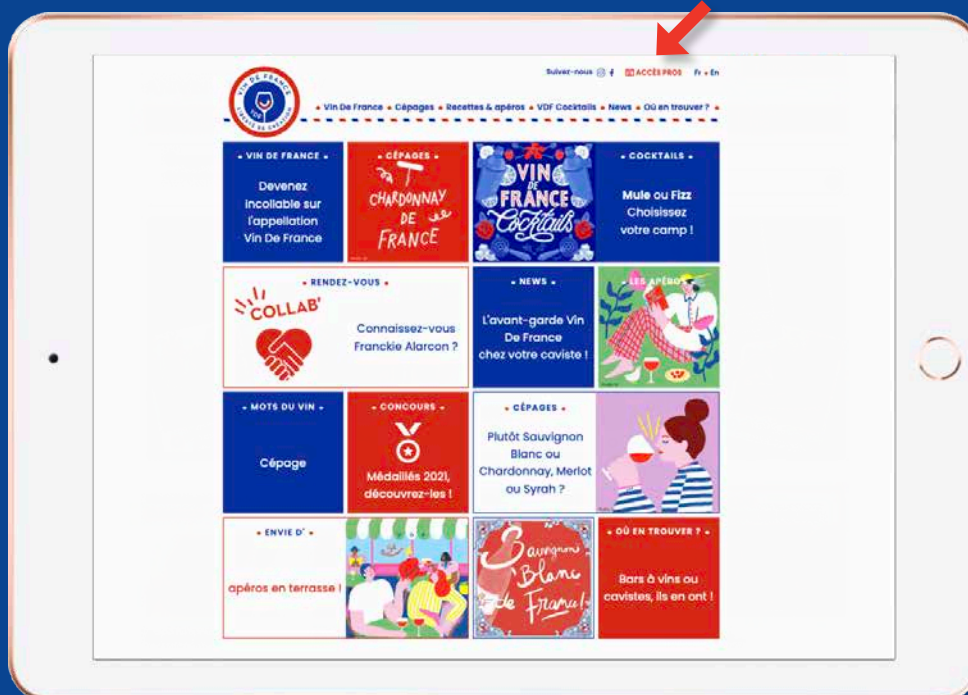 Suivez-nous
ACCÈS PROS
Fr • En
VIN DE FRANCE
VDF
LIBERTÉ DE CRÉATION
• Vin De France • Cépages • Recettes & apéros • VDF Cocktails • News • Où en trouver ? •
• VIN DE FRANCE •
Devenez
incollable sur
l'appellation
Vin De France
• CÉPAGES •
CHARDONNAY
DE
FRANCE
VIN
DE
FRANCE
Cocktails
• COCKTAILS •
Mule ou Fizz
Choisissez
votre camp !
• RENDEZ-VOUS •
COLLAB'
Connaissez-vous
Franckie Alarcon ?
• NEWS •
L'avant-garde Vin
De France
chez votre caviste !
• LES APÉROS •
• MOTS DU VIN •
Cépage
• CONCOURS •
Médaillés 2021,
découvrez-les !
• CÉPAGES •
Plutôt Sauvignon
Blanc ou
Chardonnay, Merlot
ou Syrah ?
• ENVIE D' •
apéros en terrasse !
Sauvignon
Blanc
de France!
• OÙ EN TROUVER ? •
Bars à vins ou
cavistes, ils en ont !